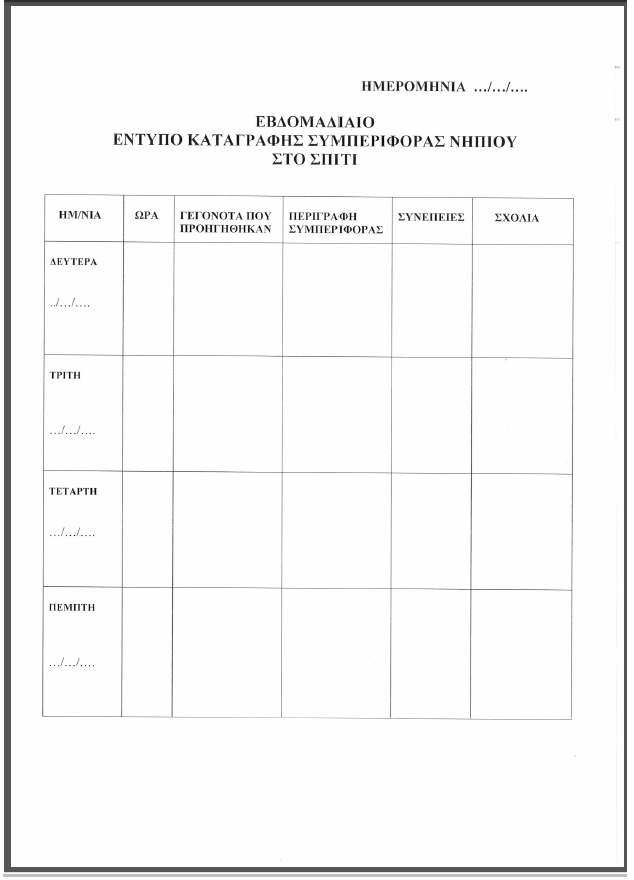 ΗΜΕΡΟΜΗΝΙΑ …/…/….
ΕΒΔΟΜΑΔΙΑΙΟ
ΕΝΤΥΠΟ ΚΑΤΑΓΡΑΦΗΣ ΣΥΜΠΕΡΙΦΟΡΑΣ ΝΗΠΙΟΥ
ΣΤΟ ΣΠΙΤΙ
ΗΜ/ΝΙΑ ΩΡΑ ΓΕΓΟΝΟΤΑ ΠΟΥ ΠΕΡΙΓΡΑΦΗ ΣΥΝΕΠΕΙΕΣ ΣΧΟΛΙΑ
ΠΡΟΗΓΗΘΗΚΑΝ ΣΥΜΠΕΡΙΦΟΡΑΣ
ΔΕΥΤΕΡΑ
../…/….
ΤΡΙΤΗ
…/…/….
ΤΕΤΑΡΤΗ
…/…/….
ΠΕΜΠΤΗ
…/…/….